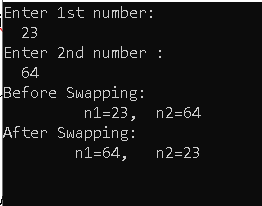 Enter 1st number:
23
Enter 2nd number :
64
Before Swapping:
n1=23, n2=64
After Swapping:
n1=64, n2=23